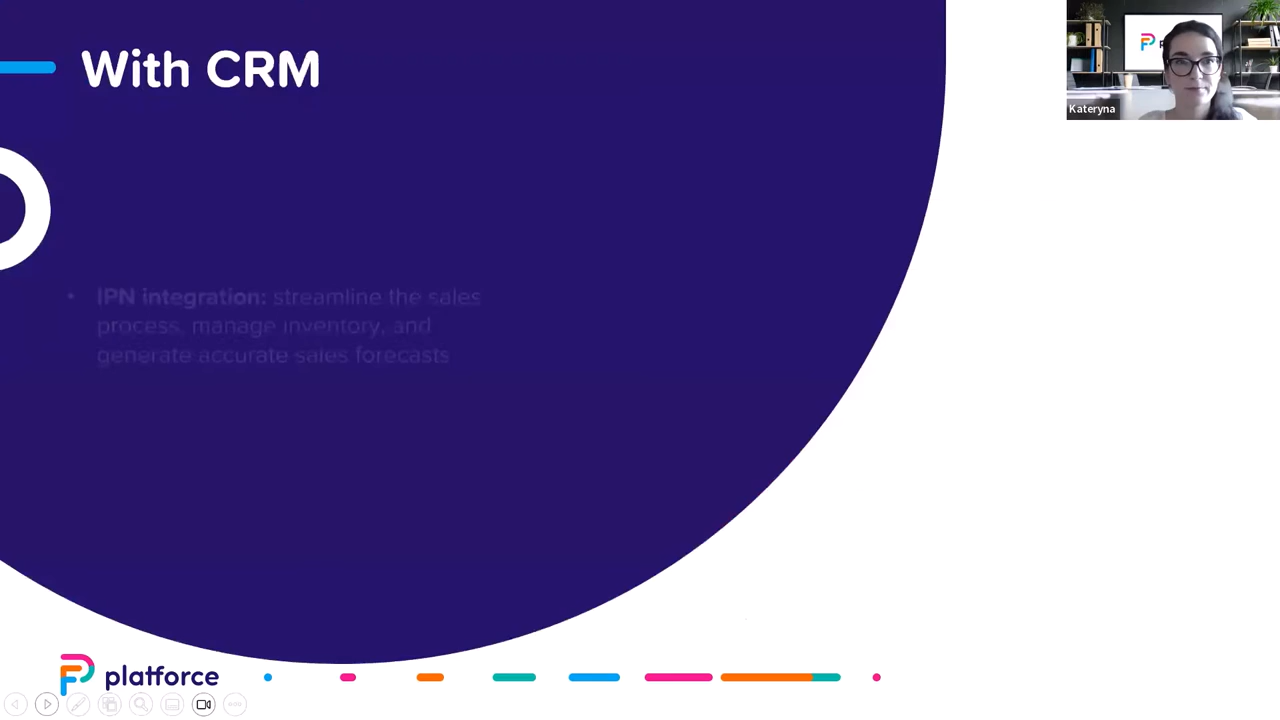 With CRM
Kateryna
• IPN integration: streamline the sales
process, manage inventory, and
generate accurate sales forecasts
platforce